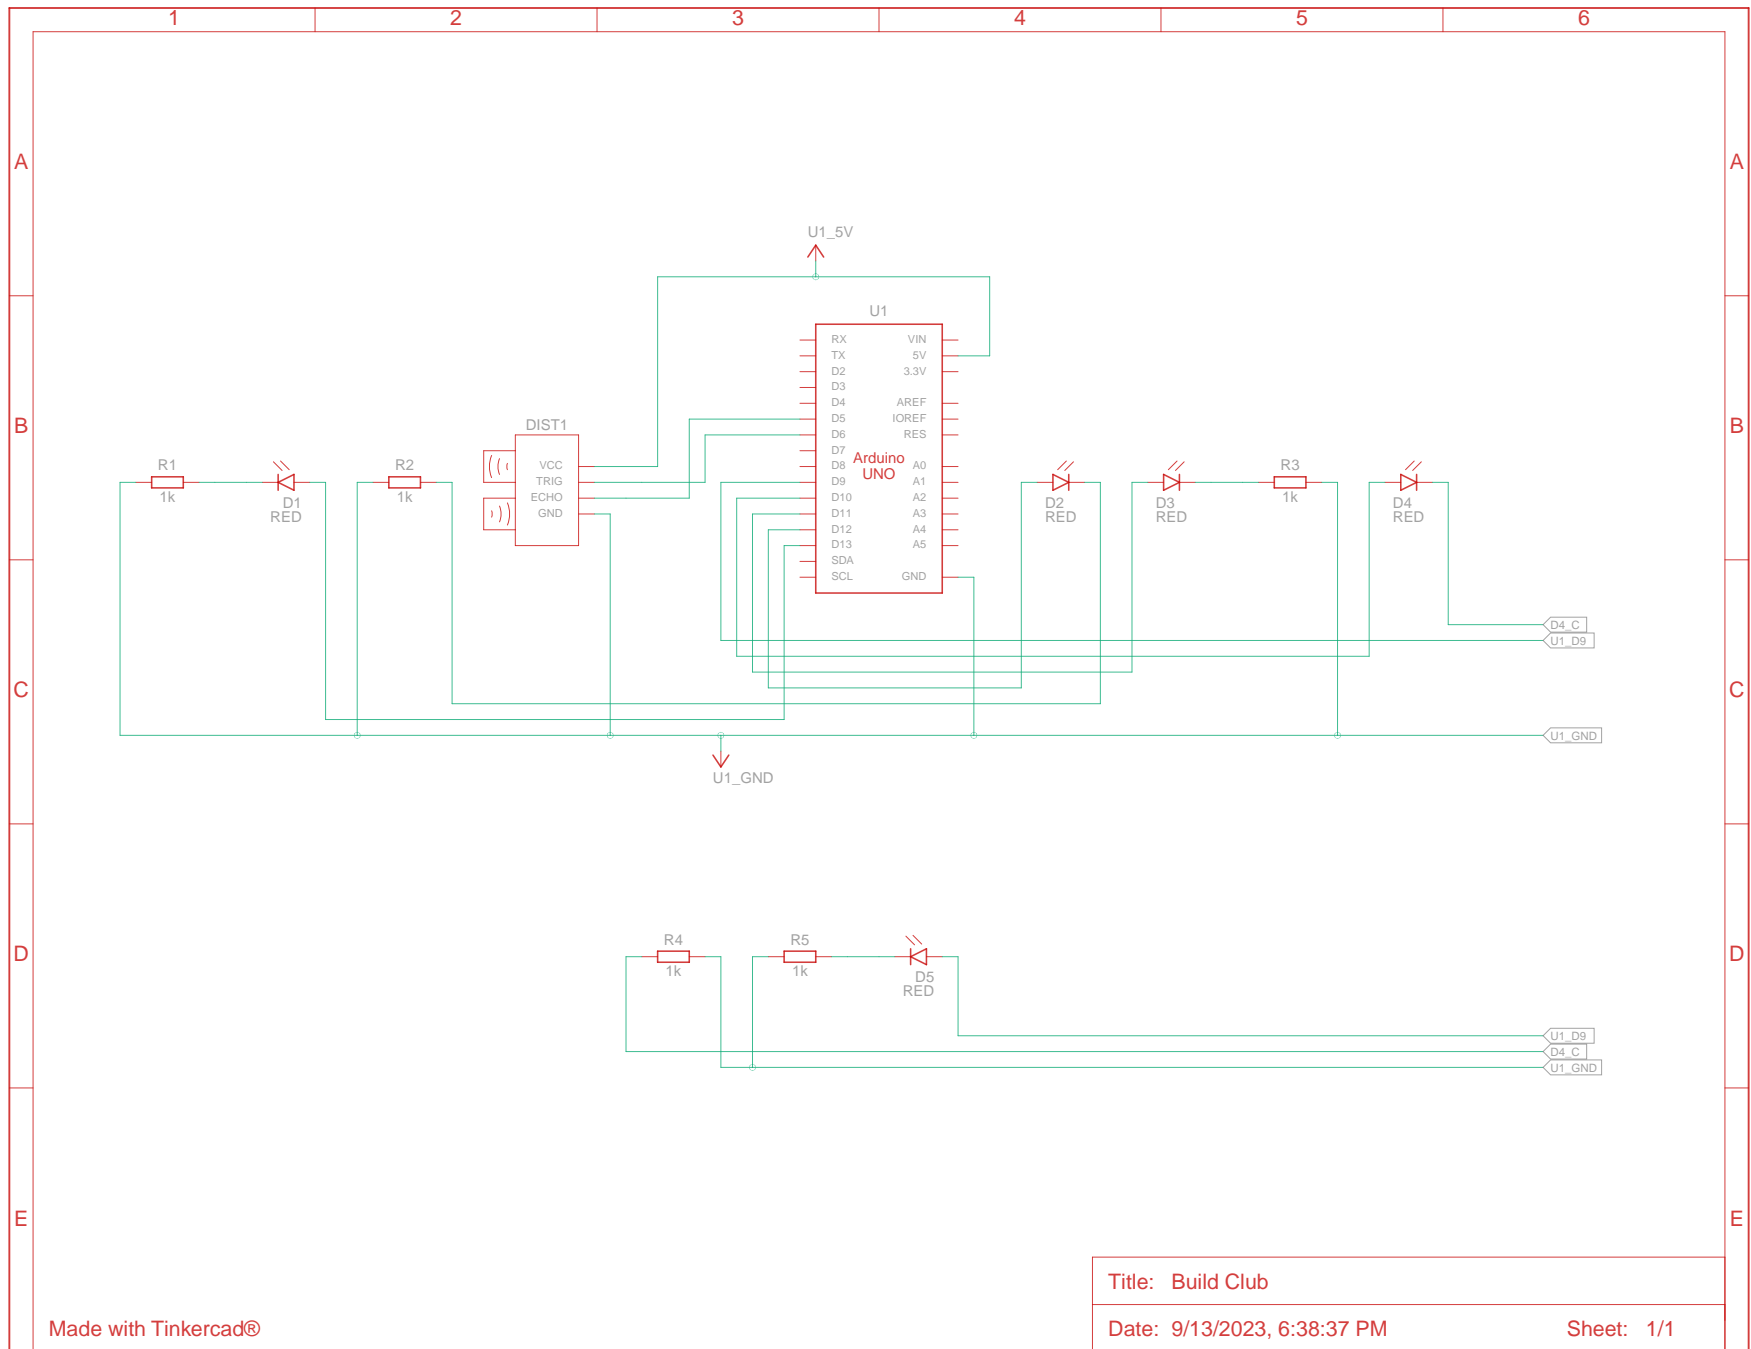 1 2 3 4 5 6
A A
U1_5V
U1
RX VIN
TX 5V
D2 3.3V
D3
D4 AREF
D5 IOREF
D6 RES
D7
D8 A0
D9 A1
D10 A2
D11 A3
D12 A4
D13 A5
SDA
SCL GND
Arduino
UNO
B B
DIST1
VCC
TRIG
ECHO
GND
R1
1k
D1
RED
R2
1k
D2
RED
D3
RED
R3
1k
D4
RED
D4_C
U1_D9
C C
U1_GND
U1_GND
D D
R4
1k
R5
1k
D5
RED
U1_D9
D4_C
U1_GND
E E
Title: Build Club
Made with Tinkercad®
Date: 9/13/2023, 6:38:37 PM Sheet: 1/1